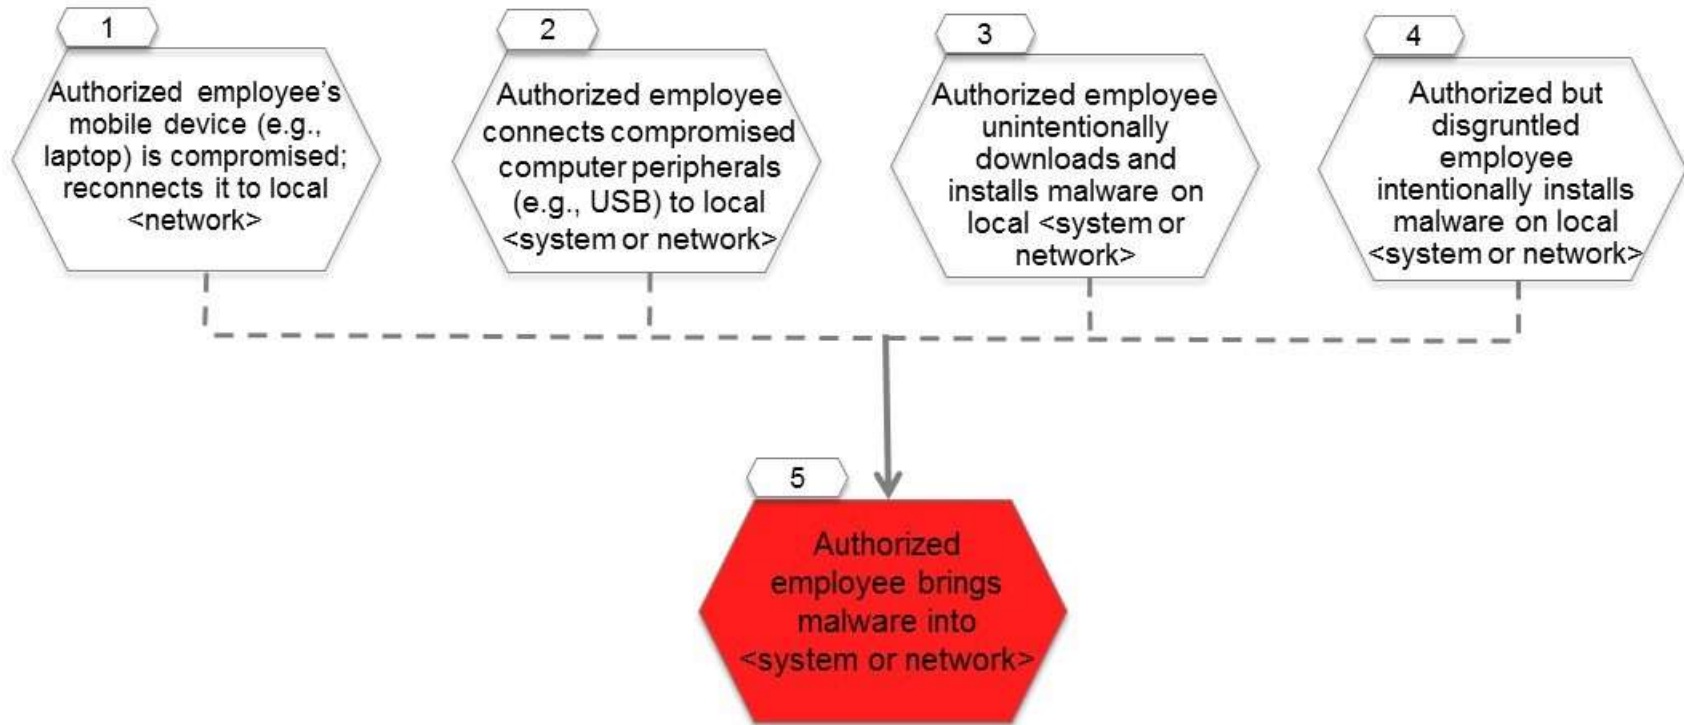 1
Authorized employee's
mobile device (e.g.,
laptop) is compromised;
reconnects it to local
<network>
2
Authorized employee
connects compromised
computer peripherals
(e.g., USB) to local
<system or network>
3
Authorized employee
unintentionally
downloads and
installs malware on
local <system or
network>
4
Authorized but
disgruntled
employee
intentionally installs
malware on local
<system or network>
5
Authorized
employee brings
malware into
<system or network>